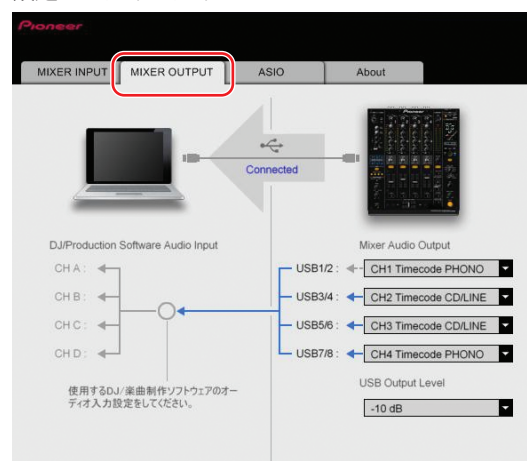 Pioneer
MIXER INPUT
MIXER OUTPUT
ASIO
About
Connected
DJ/Production Software Audio Input
Mixer Audio Output
CH A :
CH B :
CH C :
CH D :
USB1/2 :
CH1 Timecode PHONO
USB3/4 :
CH2 Timecode CD/LINE
USB5/6 :
CH3 Timecode CD/LINE
USB7/8 :
CH4 Timecode PHONO
使用するDJ/楽曲制作ソフトウェアのオー
ディオ入力設定をしてください。
USB Output Level
-10 dB